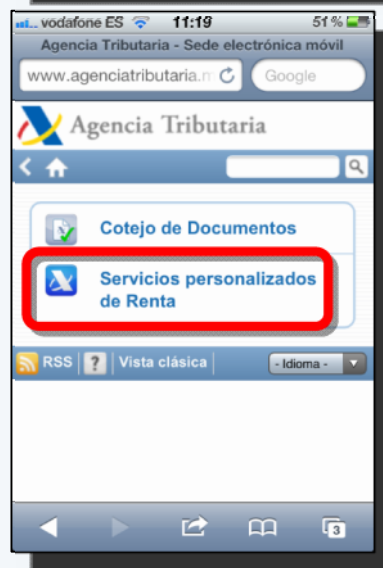 vodafone ES 11:19 51 %
Agencia Tributaria - Sede electrónica móvil
www.agenciatributaria.m Google
Agencia Tributaria
Cotejo de Documentos
Servicios personalizados
de Renta
RSS ? Vista clásica - Idioma -
3